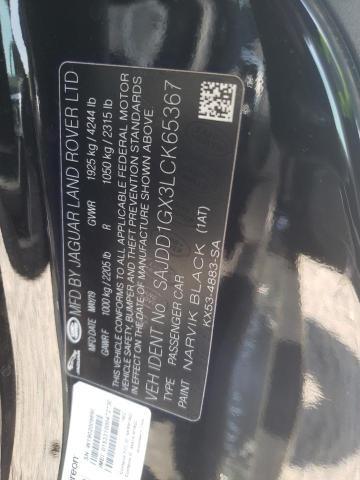 MFD BY JAGUAR LAND ROVER LTD
MFD DATE MAY19 GVWR 1925 kg / 4244 lb
GAWR F 1000 kg / 2205 lb R 1050 kg / 2315 lb
THIS VEHICLE CONFORMS TO ALL APPLICABLE FEDERAL MOTOR
VEHICLE SAFETY, BUMPER, AND THEFT PREVENTION STANDARDS
IN EFFECT ON THE DATE OF MANUFACTURE SHOWN ABOVE
VEH IDENT No SAJDD1GX3LCK65367
TYPE PASSENGER CAR
PAINT NARVIK BLACK (1AT)
KX53-4883-SA